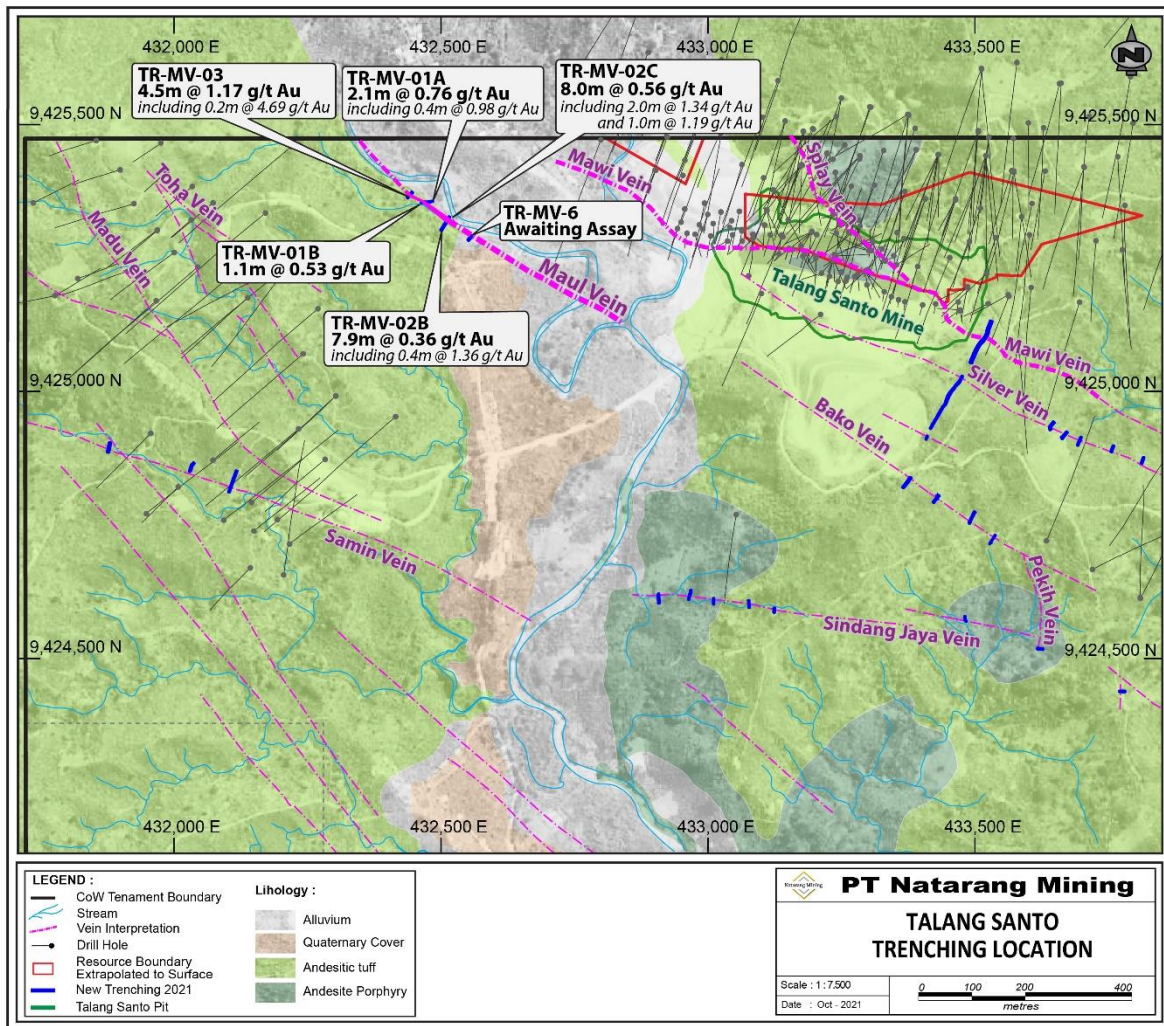 432,000 E
432,500 E
433,000 E
433,500 E
N
TR-MV-03
4.5m @ 1.17 g/t Au
including 0.2m @ 4.69 g/t Au
TR-MV-01A
2.1m @ 0.76 g/t Au
including 0.4m @ 0.98 g/t Au
TR-MV-02C
8.0m @ 0.56 g/t Au
including 2.0m @ 1.34 g/t Au
and 1.0m @ 1.19 g/t Au
9,425,500 N
9,425,500 N
Mawi Vein
Splay Vein
Toha Vein
Madu Vein
TR-MV-6
Awaiting Assay
TR-MV-01B
1.1m @ 0.53 g/t Au
Maul Vein
Talang Santo Mine
TR-MV-02B
7.9m @ 0.36 g/t Au
including 0.4m @ 1.36 g/t Au
Mawi Vein
9,425,000 N
9,425,000 N
Silver Vein
Bako Vein
Samin Vein
Pekih Vein
Sindang Jaya Vein
9,424,500 N
9,424,500 N
432,000 E
432,500 E
433,000 E
433,500 E
LEGEND :
CoW Tenament Boundary
Stream
Vein Interpretation
Drill Hole
Resource Boundary
Extrapolated to Surface
New Trenching 2021
Talang Santo Pit
Lihology :
Alluvium
Quaternary Cover
Andesitic tuff
Andesite Porphyry
Natarang Mining
PT Natarang Mining
TALANG SANTO
TRENCHING LOCATION
Scale : 1 : 7.500
Date : Oct - 2021
0 100 200 400
metres